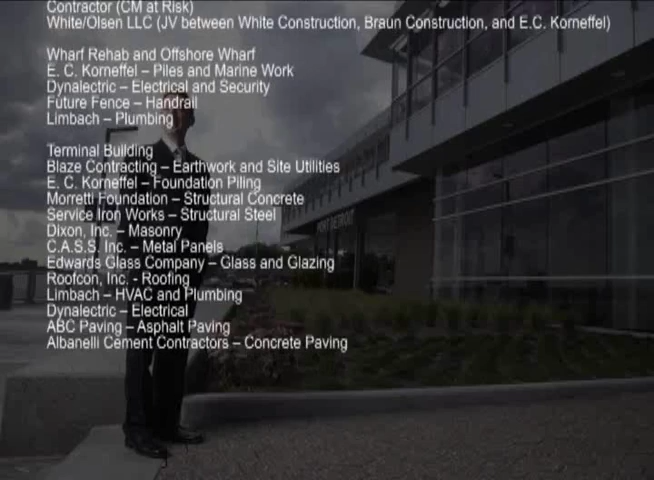 Contractor (CM at Risk)
White/Olsen LLC (JV between White Construction, Braun Construction, and E.C. Korneffel)
Wharf Rehab and Offshore Wharf
E. C. Korneffel – Piles and Marine Work
Dynalectric – Electrical and Security
Future Fence – Handrail
Limbach – Plumbing
Terminal Building
Blaze Contracting – Earthwork and Site Utilities
E. C. Korneffel – Foundation Piling
Morretti Foundation – Structural Concrete
Service Iron Works – Structural Steel
Dixon, Inc. – Masonry
C.A.S.S. Inc. – Metal Panels
Edwards Glass Company – Glass and Glazing
Roofcon, Inc. - Roofing
Limbach – HVAC and Plumbing
Dynalectric – Electrical
ABC Paving – Asphalt Paving
Albanelli Cement Contractors – Concrete Paving